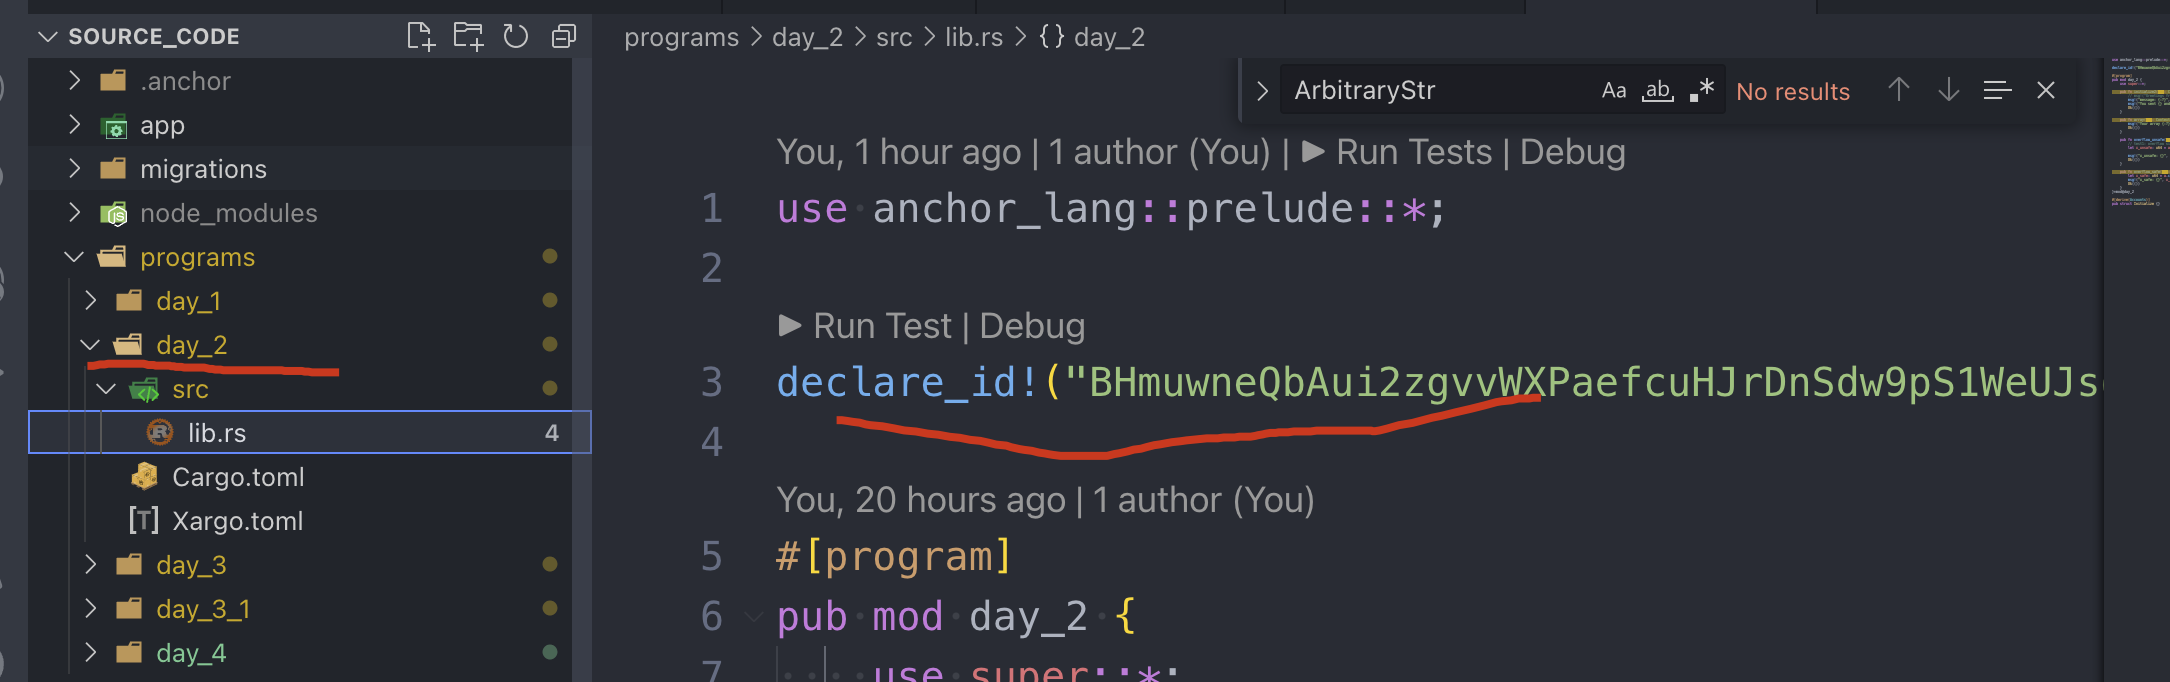 SOURCE_CODE
.anchor
app
migrations
node_modules
programs
day_1
day_2
src
lib.rs 4
Cargo.toml
Xargo.toml
day_3
day_3_1
day_4
programs > day_2 > src > lib.rs > {} day_2
ArbitraryStr Aa ab .* No results
You, 1 hour ago | 1 author (You) | ▶ Run Tests | Debug
1 use anchor_lang::prelude::*;
2
▶ Run Test | Debug
3 declare_id!("BHmuwneQbAui2zgvvWXPaefcuHJrDnSdw9pS1WeUJs
4
You, 20 hours ago | 1 author (You)
5 #[program]
6 pub mod day_2 {
7 use super::*;